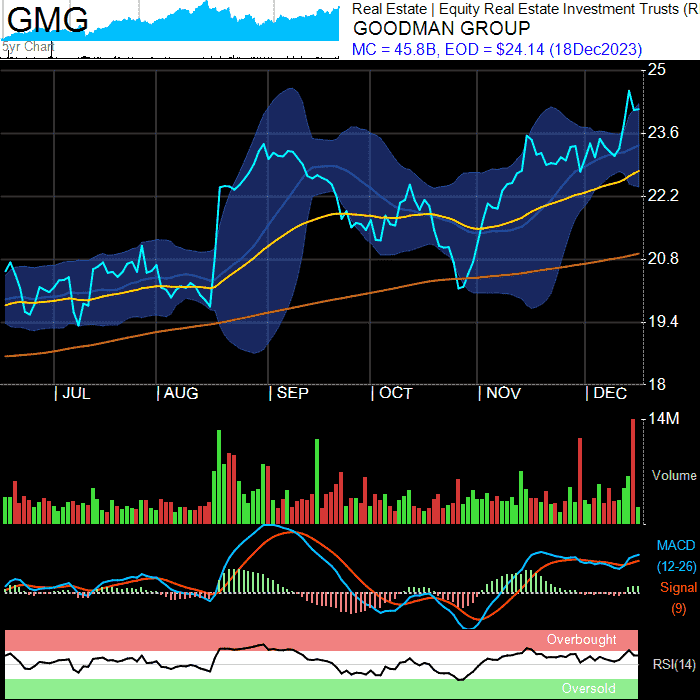 GMG
5yr Chart
Real Estate | Equity Real Estate Investment Trusts (R
GOODMAN GROUP
MC = 45.8B, EOD = $24.14 (18Dec2023)
25
23.6
22.2
20.8
19.4
18
| JUL | AUG | SEP | OCT | NOV | DEC
14M
Volume
MACD
(12-26)
Signal
(9)
Overbought
RSI(14)
Oversold